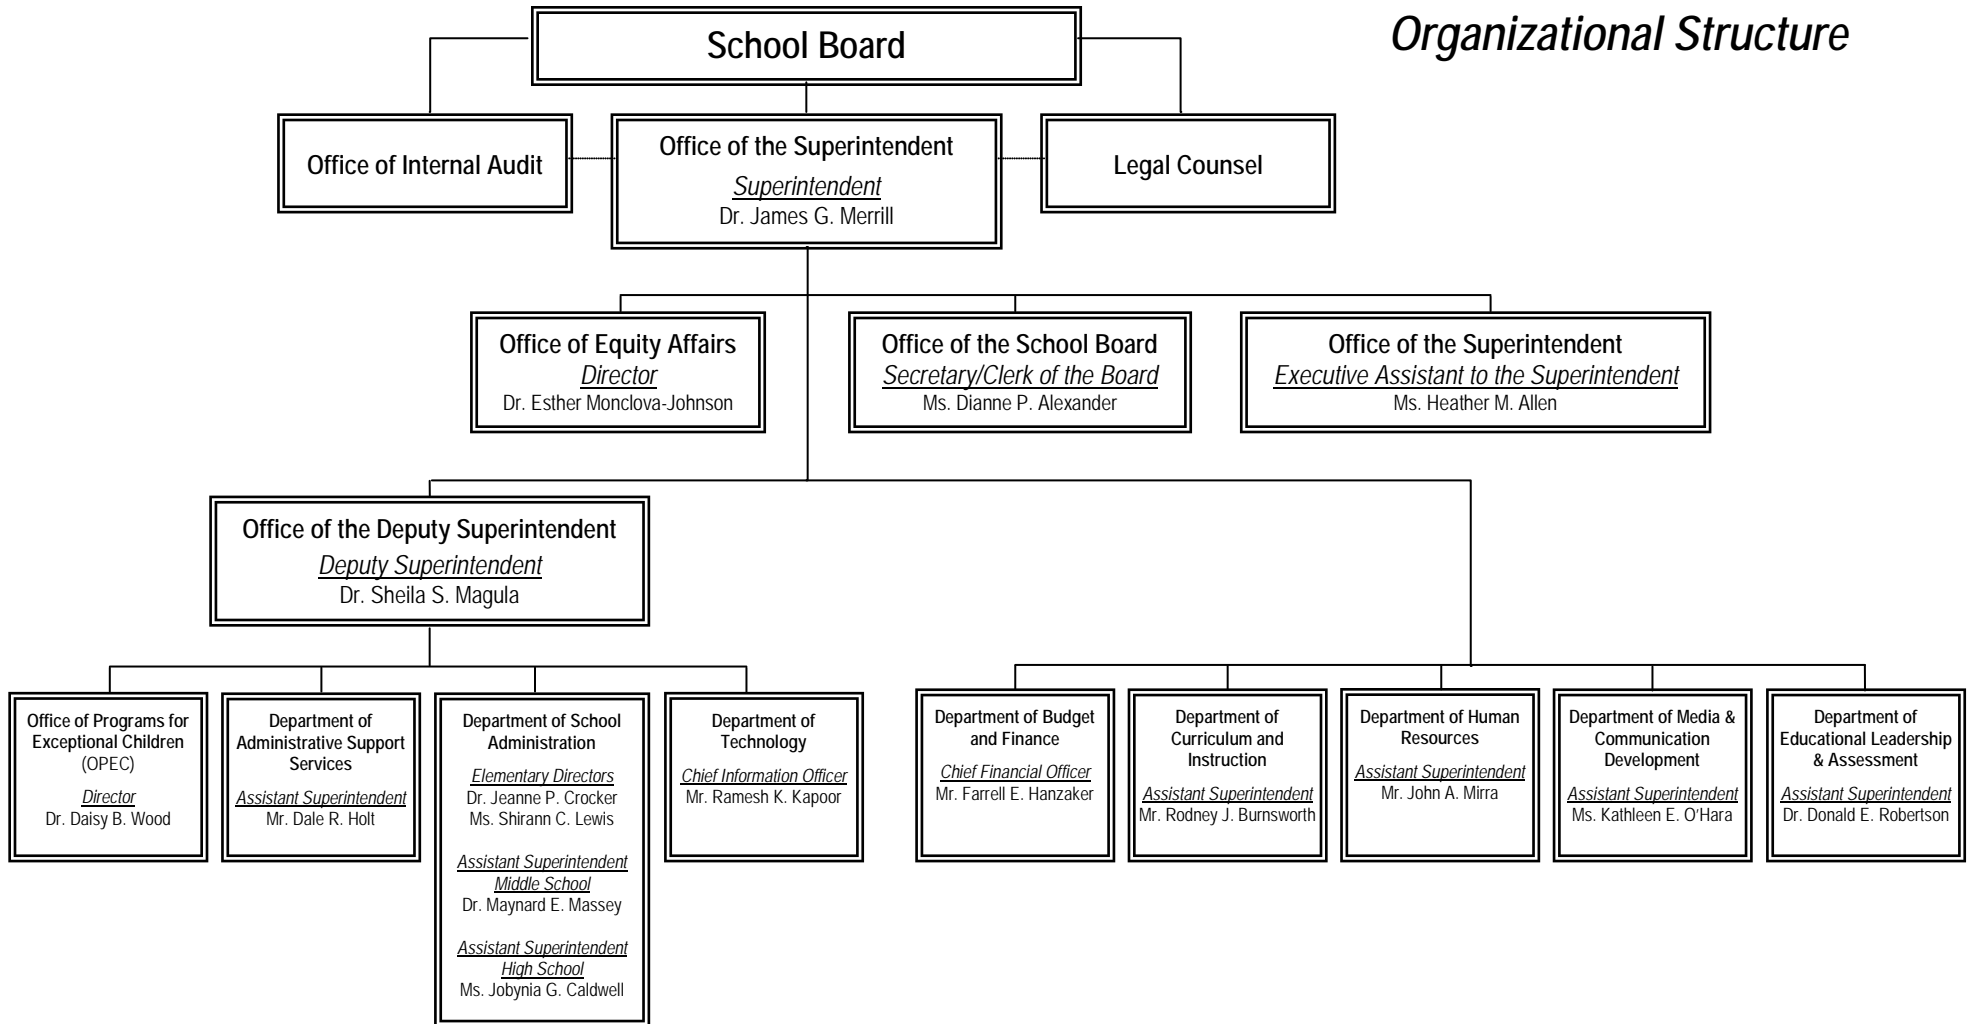 Organizational Structure
School Board
Office of Internal Audit
Office of the Superintendent
Superintendent
Dr. James G. Merrill
Legal Counsel
Office of Equity Affairs
Director
Dr. Esther Monclova-Johnson
Office of the School Board
Secretary/Clerk of the Board
Ms. Dianne P. Alexander
Office of the Superintendent
Executive Assistant to the Superintendent
Ms. Heather M. Allen
Office of the Deputy Superintendent
Deputy Superintendent
Dr. Sheila S. Magula
Office of Programs for
Exceptional Children
(OPEC)
Director
Dr. Daisy B. Wood
Department of
Administrative Support
Services
Assistant Superintendent
Mr. Dale R. Holt
Department of School
Administration
Elementary Directors
Dr. Jeanne P. Crocker
Ms. Shirann C. Lewis
Assistant Superintendent
Middle School
Dr. Maynard E. Massey
Assistant Superintendent
High School
Ms. Jobynia G. Caldwell
Department of
Technology
Chief Information Officer
Mr. Ramesh K. Kapoor
Department of Budget
and Finance
Chief Financial Officer
Mr. Farrell E. Hanzaker
Department of
Curriculum and
Instruction
Assistant Superintendent
Mr. Rodney J. Burnsworth
Department of Human
Resources
Assistant Superintendent
Mr. John A. Mirra
Department of Media &
Communication
Development
Assistant Superintendent
Ms. Kathleen E. O’Hara
Department of
Educational Leadership
& Assessment
Assistant Superintendent
Dr. Donald E. Robertson